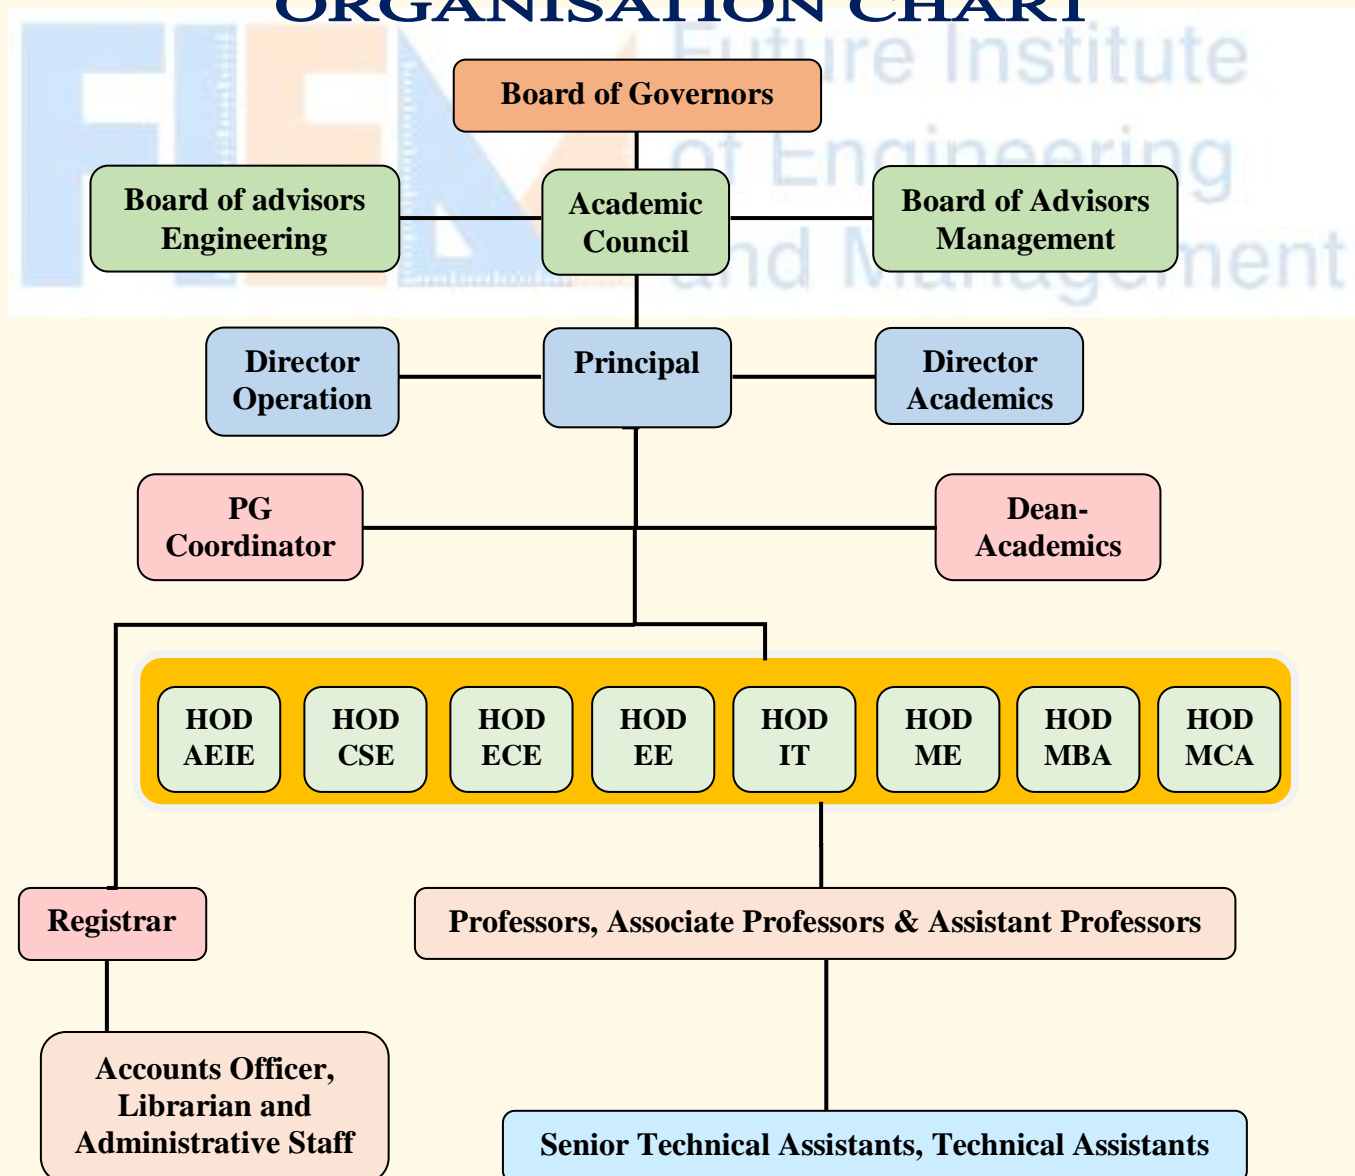 ORGANISATION CHART
FIEM
Future Institute
of Engineering
and Management
Board of Governors
Board of advisors
Engineering
Academic
Council
Board of Advisors
Management
Director
Operation
Principal
Director
Academics
PG
Coordinator
Dean-
Academics
HOD
AEIE
HOD
CSE
HOD
ECE
HOD
EE
HOD
IT
HOD
ME
HOD
MBA
HOD
MCA
Registrar
Professors, Associate Professors & Assistant Professors
Accounts Officer,
Librarian and
Administrative Staff
Senior Technical Assistants, Technical Assistants